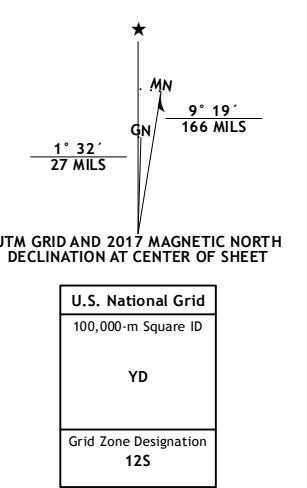 MN
9° 19´
166 MILS
GN
1° 32´
27 MILS
UTM GRID AND 2017 MAGNETIC NORTH
DECLINATION AT CENTER OF SHEET
U.S. National Grid
100,000-m Square ID
YD
Grid Zone Designation
12S